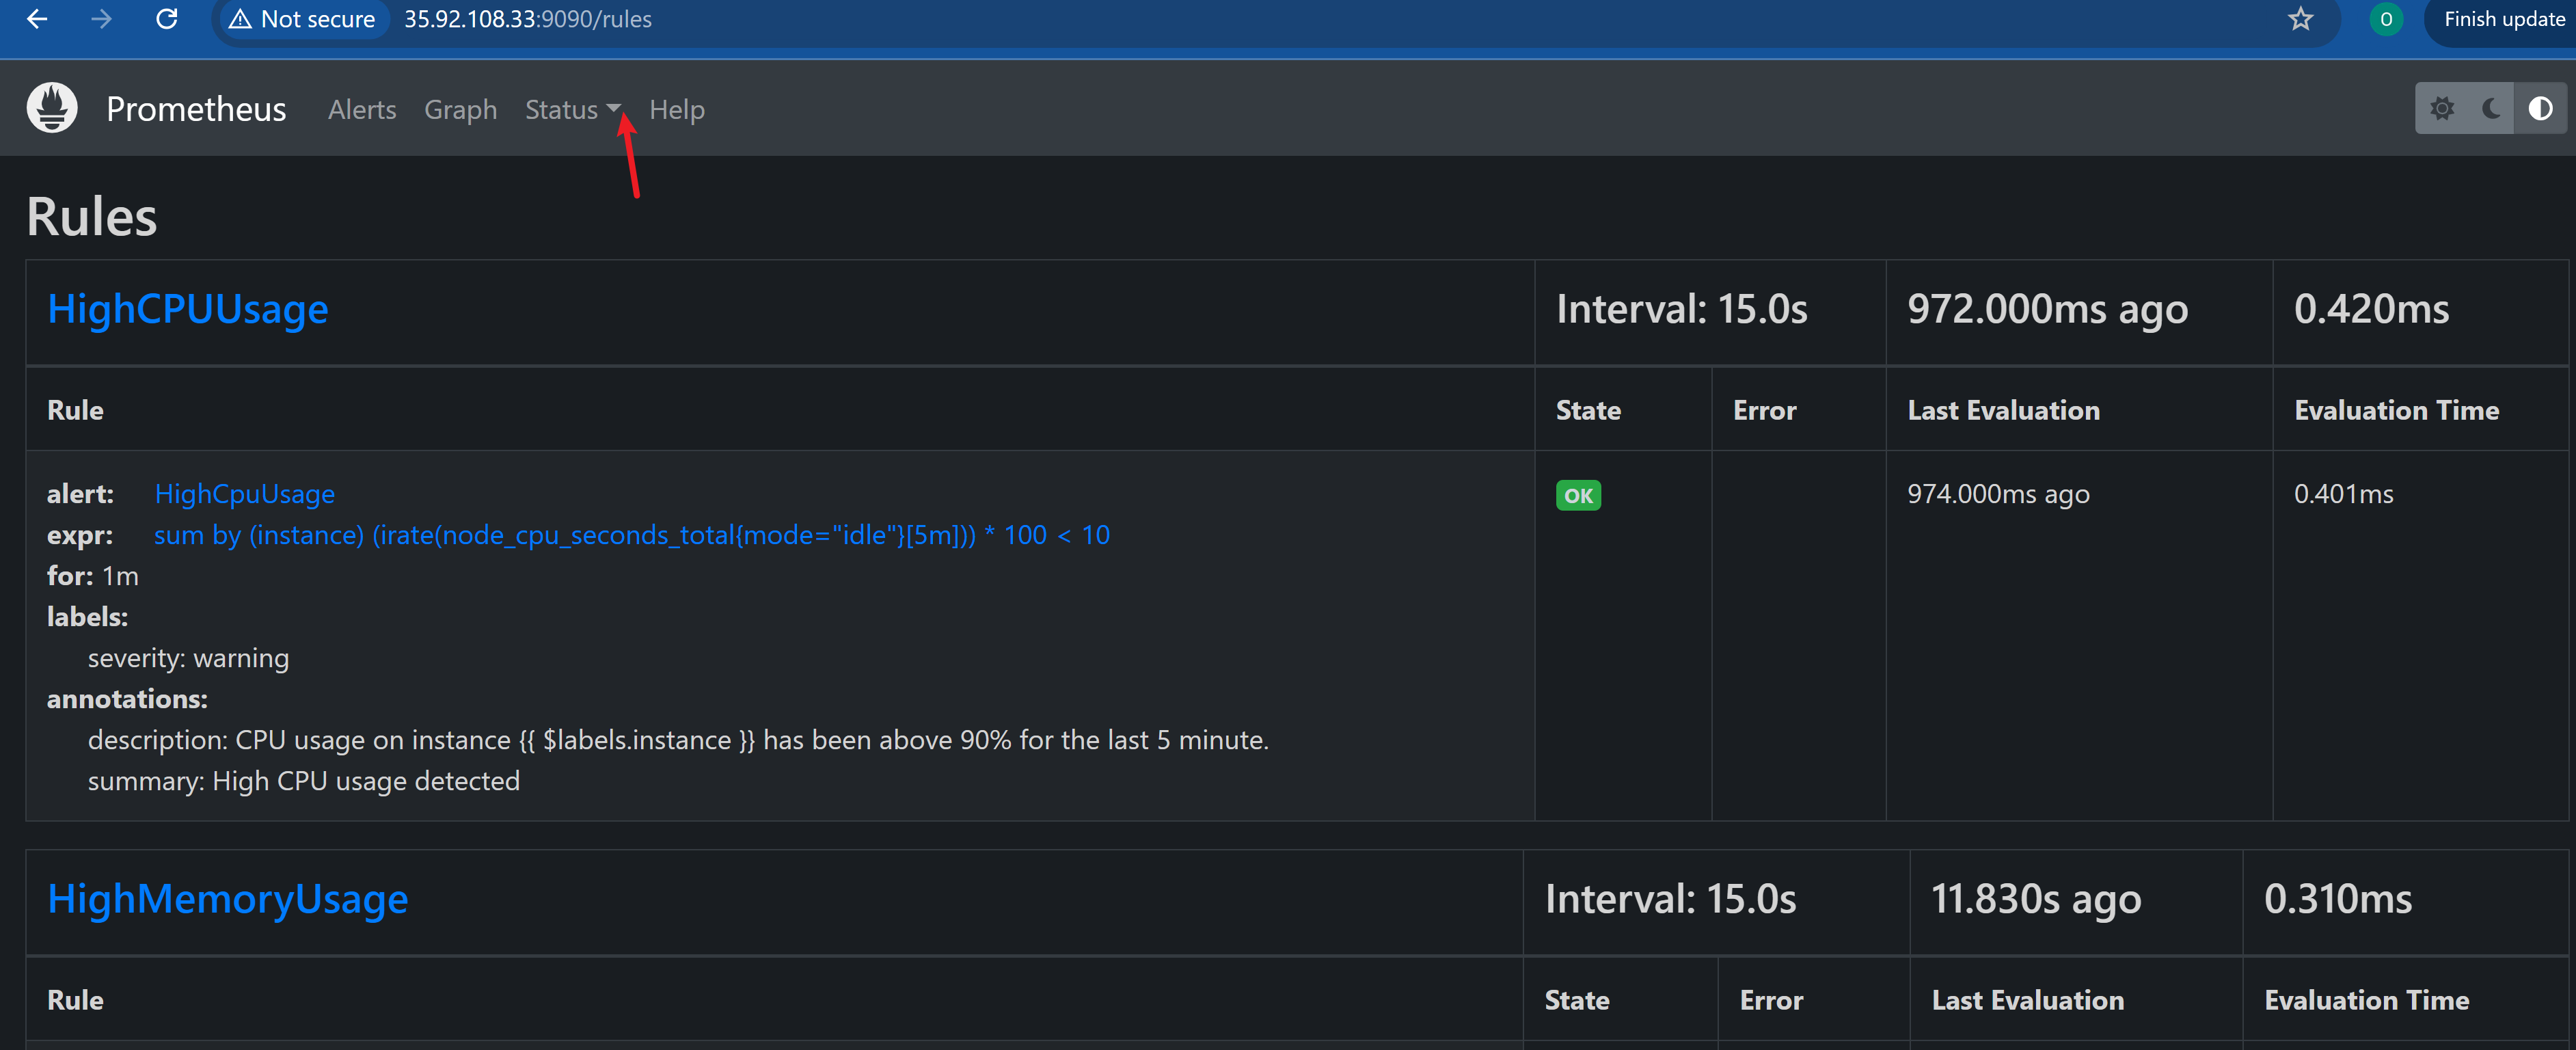 Not secure 35.92.108.33:9090/rules O Finish update
Prometheus Alerts Graph Status Help
Rules
HighCPUUsage Interval: 15.0s 972.000ms ago 0.420ms
Rule State Error Last Evaluation Evaluation Time
alert: HighCpuUsage OK 974.000ms ago 0.401ms
expr: sum by (instance) (irate(node_cpu_seconds_total{mode="idle"}[5m])) * 100 < 10
for: 1m
labels:
severity: warning
annotations:
description: CPU usage on instance {{ $labels.instance }} has been above 90% for the last 5 minute.
summary: High CPU usage detected
HighMemoryUsage Interval: 15.0s 11.830s ago 0.310ms
Rule State Error Last Evaluation Evaluation Time